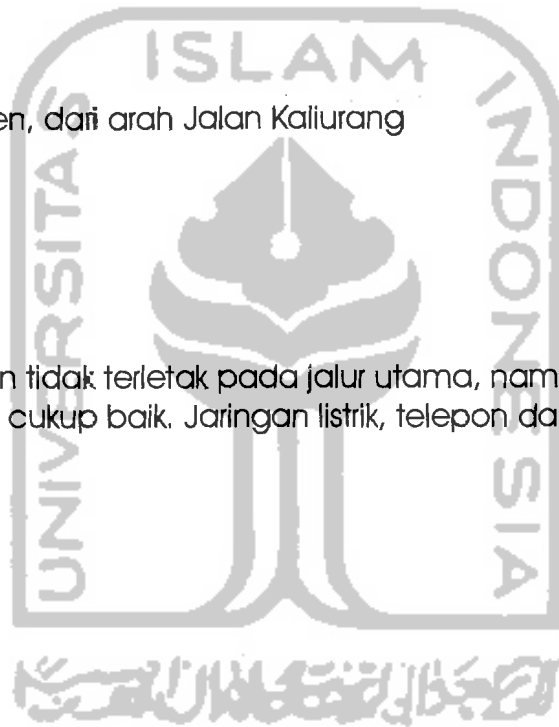 ISLAM
UNIVERSITAS
INDONESIA
en, dari arah Jalan Kaliurang
n tidak terletak pada jalur utama, nam
cukup baik. Jaringan listrik, telepon da